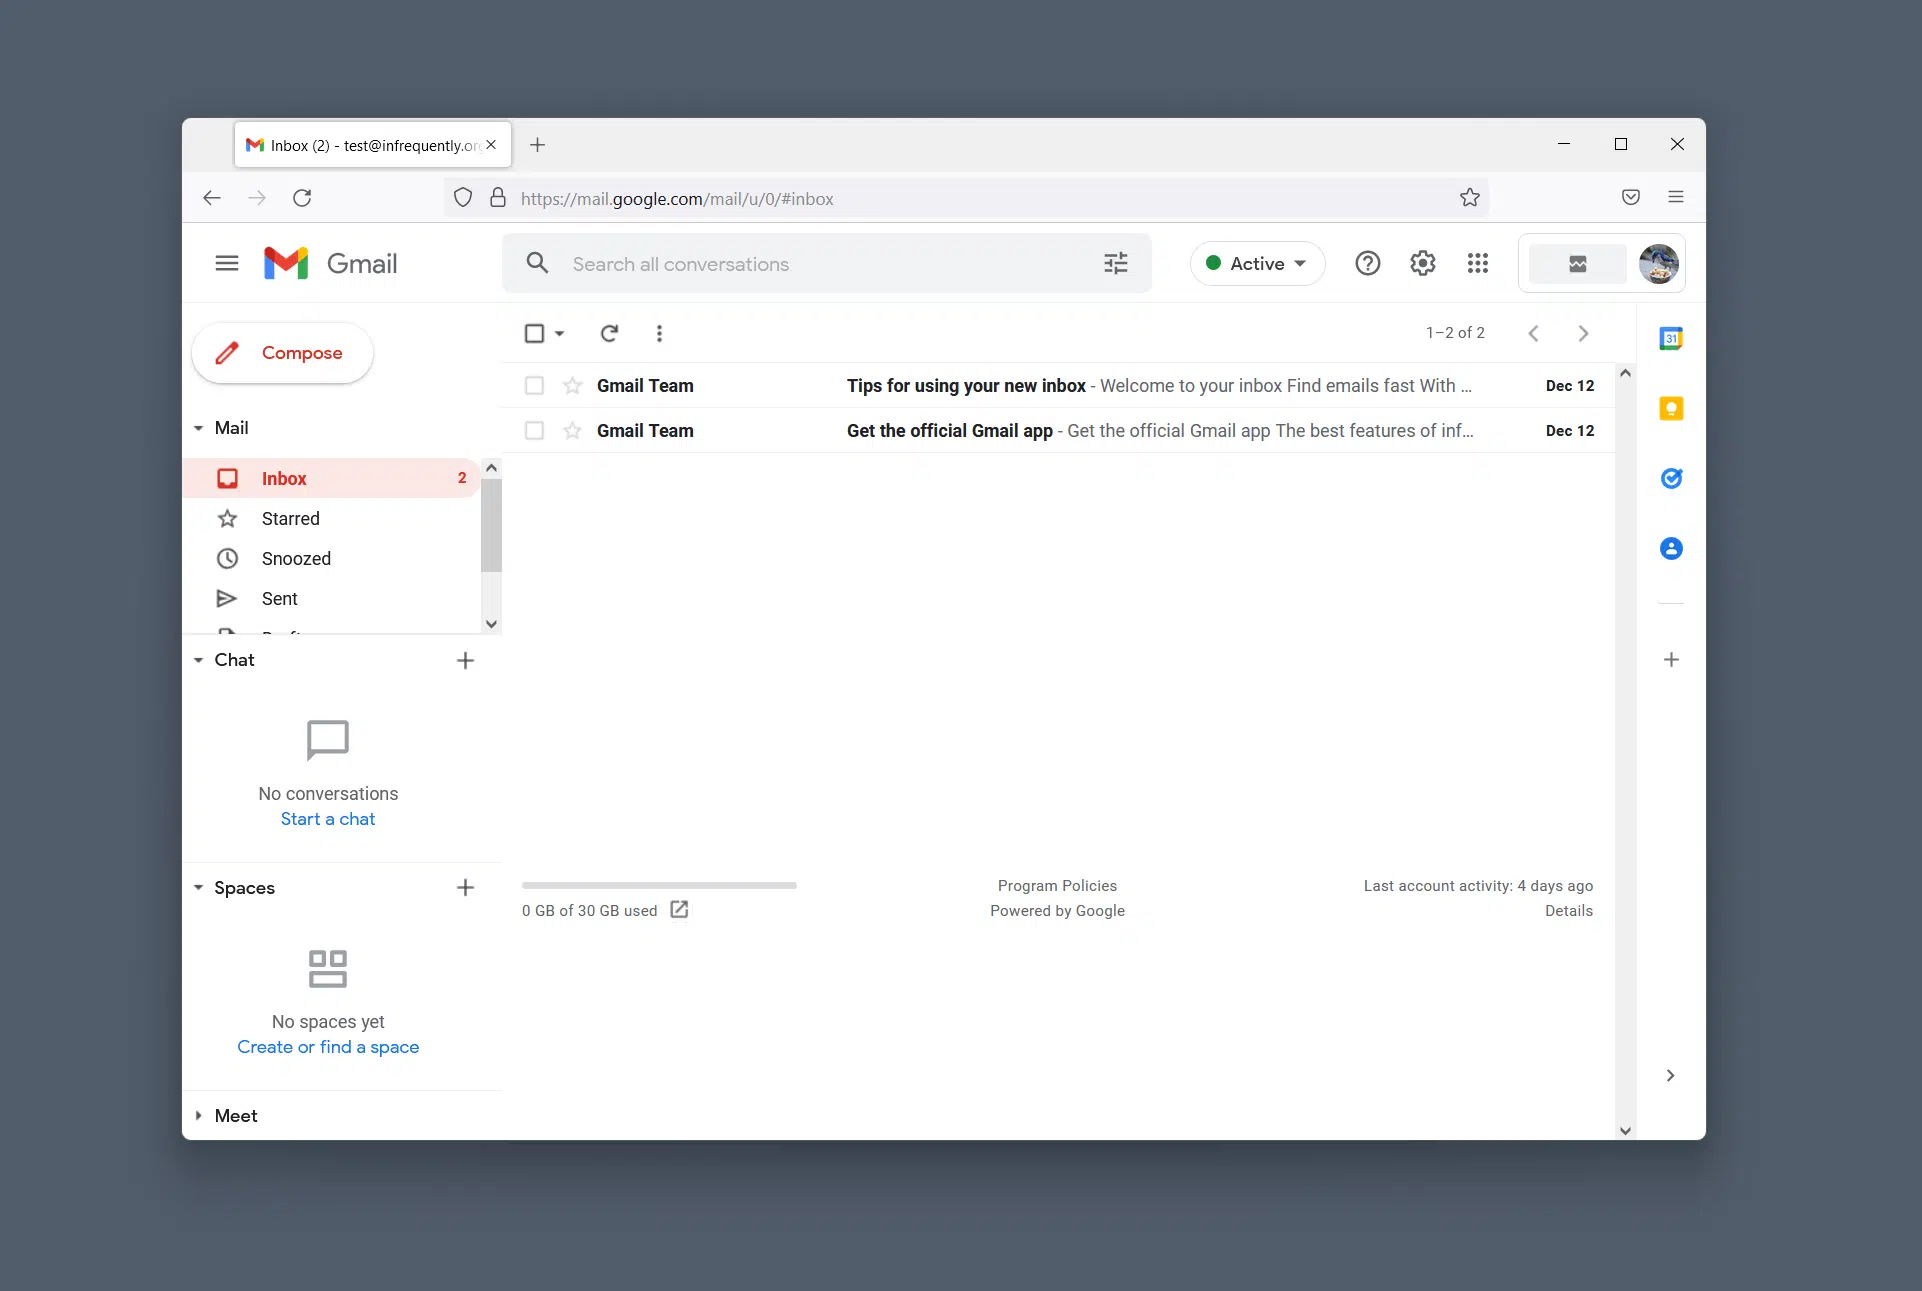 Inbox (2) - test@infrequently.org
https://mail.google.com/mail/u/0/#inbox
Gmail
Search all conversations
Active
Compose
1–2 of 2
31
Gmail Team Tips for using your new inbox - Welcome to your inbox Find emails fast With ... Dec 12
Gmail Team Get the official Gmail app - Get the official Gmail app The best features of inf... Dec 12
Mail
Inbox 2
Starred
Snoozed
Sent
Chat
No conversations
Start a chat
Spaces
No spaces yet
Create or find a space
Meet
0 GB of 30 GB used
Program Policies
Powered by Google
Last account activity: 4 days ago
Details